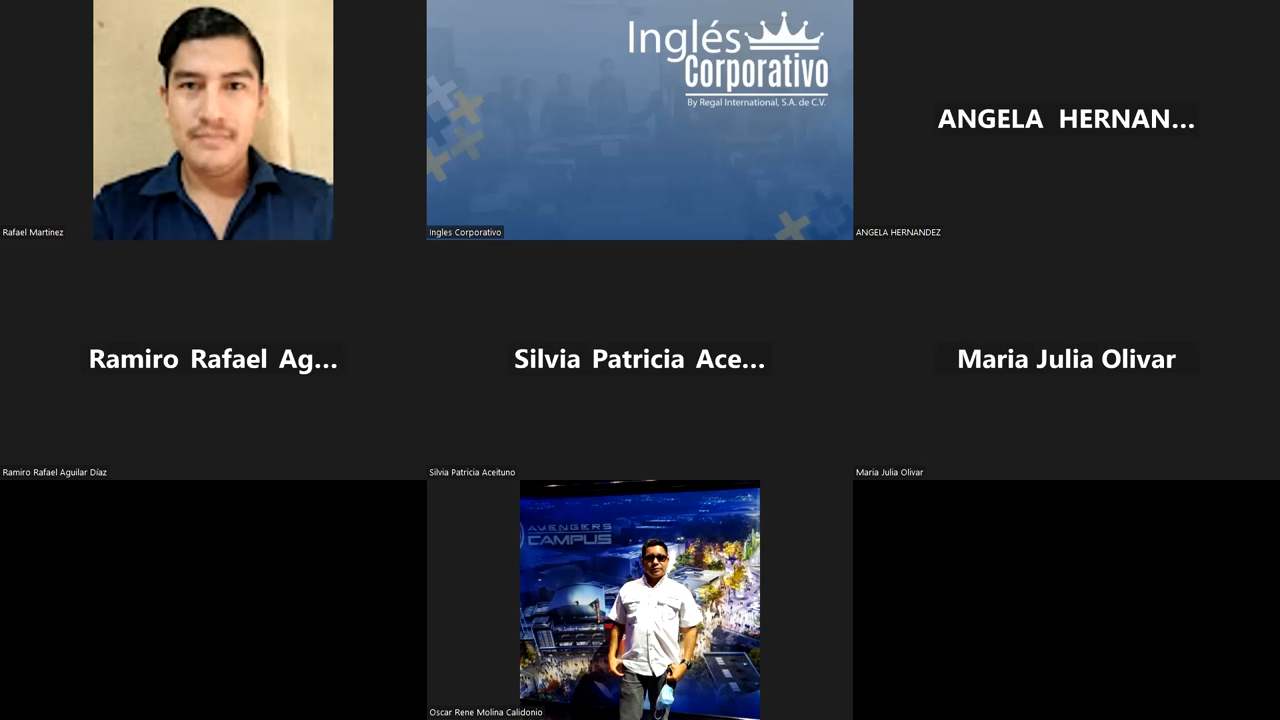 Inglés
Corporativo
By Regal International, S.A. de C.V.
ANGELA HERNAN...
Rafael Martinez
Ingles Corporativo
ANGELA HERNANDEZ
Ramiro Rafael Ag...
Silvia Patricia Ace...
Maria Julia Olivar
Ramiro Rafael Aguilar Díaz
Silvia Patricia Aceituno
Maria Julia Olivar
AVENGERS
CAMPUS
Oscar Rene Molina Calidonio